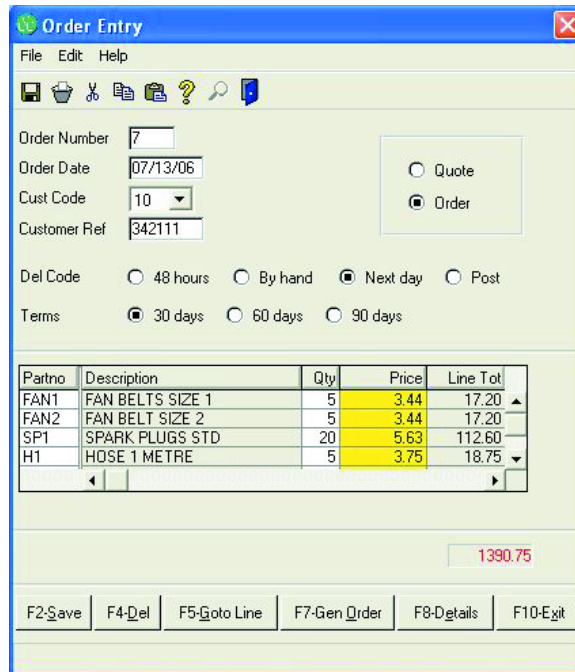 Order Entry
File Edit Help
Order Number 7
Order Date 07/13/06
Quote
Cust Code 10
Order
Customer Ref 342111
Del Code 48 hours By hand Next day Post
Terms 30 days 60 days 90 days
Partno Description Qty Price Line Tot
FAN1 FAN BELTS SIZE 1 5 3.44 17.20
FAN2 FAN BELT SIZE 2 5 3.44 17.20
SP1 SPARK PLUGS STD 20 5.63 112.60
H1 HOSE 1 METRE 5 3.75 18.75
1390.75
F2-Save F4-Del F5-Goto Line F7-Gen Order F8-Details F10-Exit